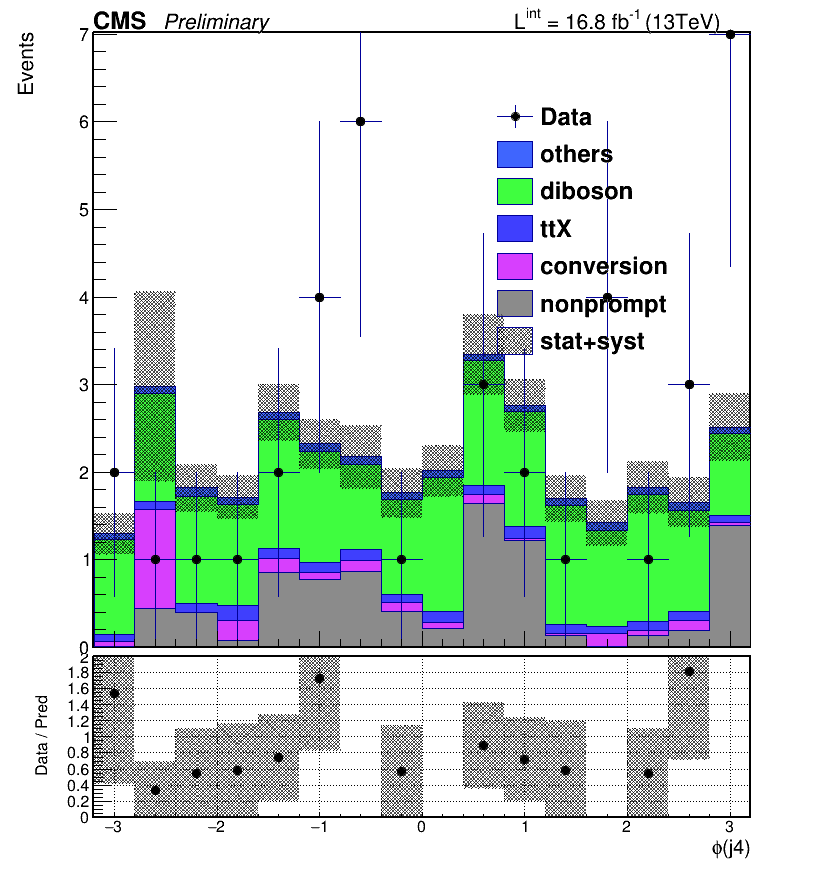 CMS Preliminary L^int = 16.8 fb^-1 (13TeV)
Events
7
6
5
4
3
2
1
0
Data
others
diboson
ttX
conversion
nonprompt
stat+syst
Data / Pred
2
1.8
1.6
1.4
1.2
1
0.8
0.6
0.4
0.2
0
−3 −2 −1 0 1 2 3
ϕ(j4)